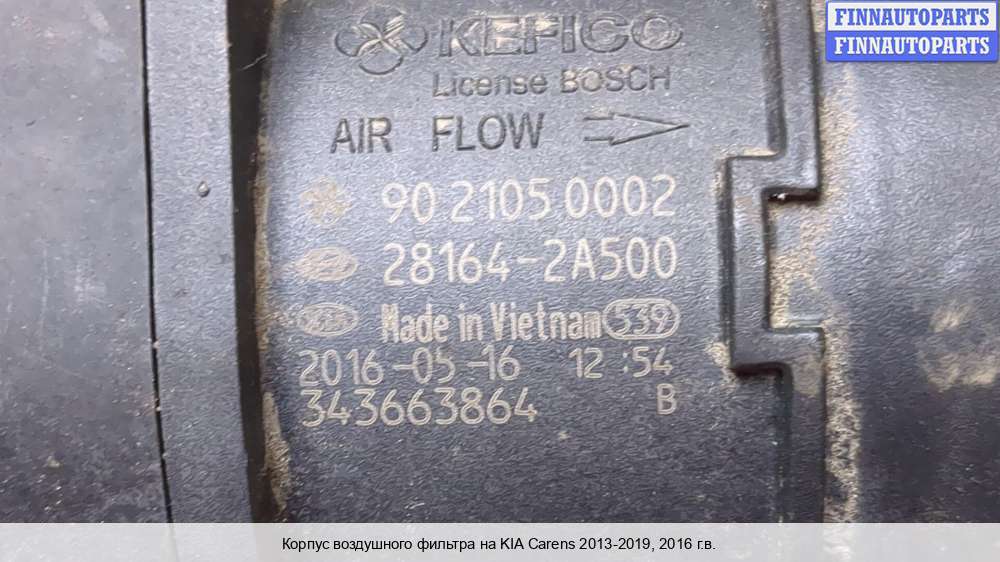 FINNAUTOPARTS
FINNAUTOPARTS
KEFICO
License BOSCH
AIR FLOW
90 2105 0002
28164-2A500
KIA Made in Vietnam 539
2016-05-16 12:54
343663864 B
Корпус воздушного фильтра на KIA Carens 2013-2019, 2016 г.в.